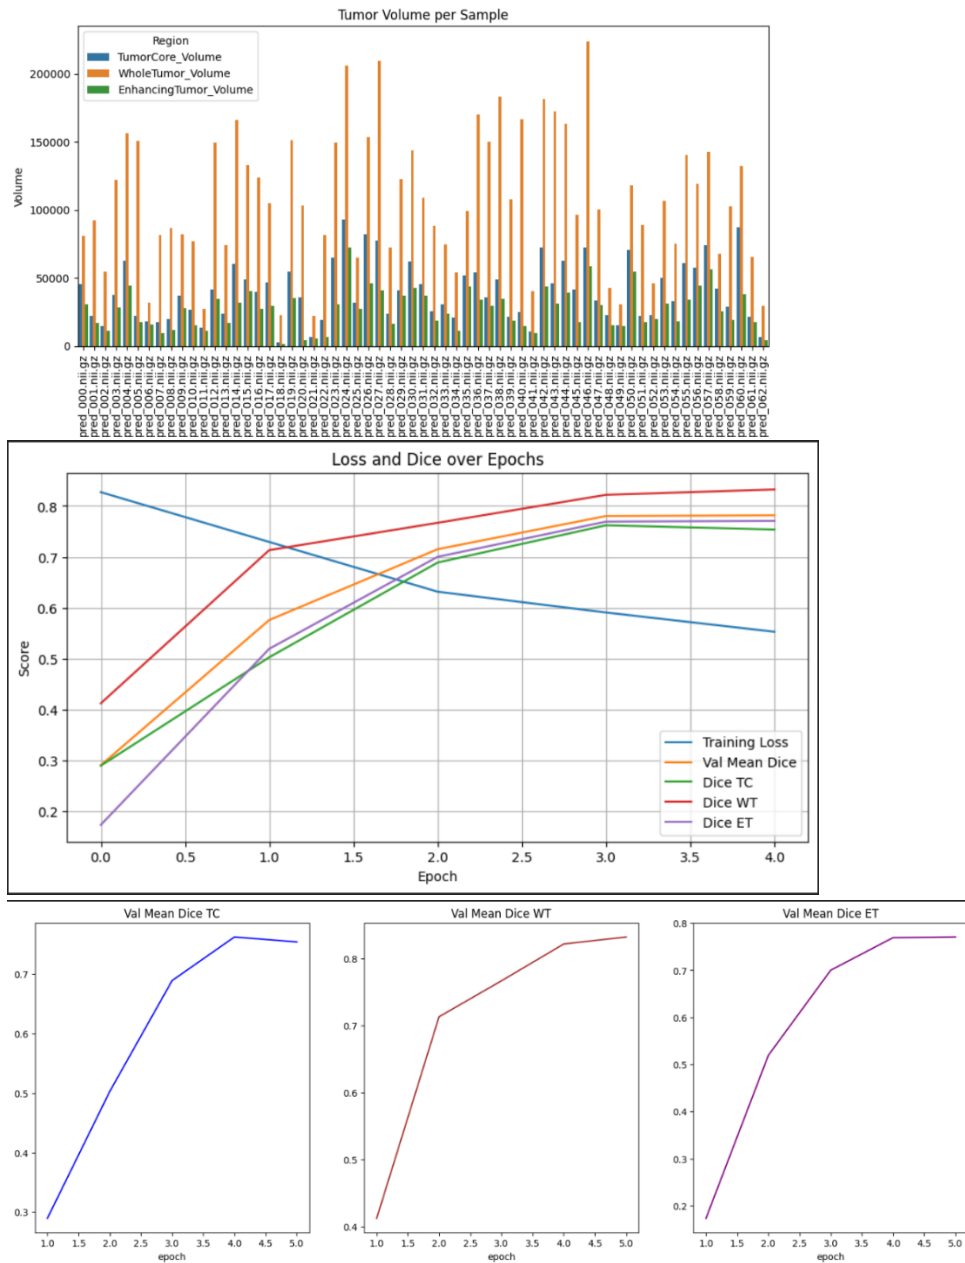 Tumor Volume per Sample
Region
TumorCore_Volume
WholeTumor_Volume
EnhancingTumor_Volume
Volume
200000
150000
100000
50000
0
pred_000.nii.gz
pred_001.nii.gz
pred_002.nii.gz
pred_003.nii.gz
pred_004.nii.gz
pred_005.nii.gz
pred_006.nii.gz
pred_007.nii.gz
pred_008.nii.gz
pred_009.nii.gz
pred_010.nii.gz
pred_011.nii.gz
pred_012.nii.gz
pred_013.nii.gz
pred_014.nii.gz
pred_015.nii.gz
pred_016.nii.gz
pred_017.nii.gz
pred_018.nii.gz
pred_019.nii.gz
pred_020.nii.gz
pred_021.nii.gz
pred_022.nii.gz
pred_023.nii.gz
pred_024.nii.gz
pred_025.nii.gz
pred_026.nii.gz
pred_027.nii.gz
pred_028.nii.gz
pred_029.nii.gz
pred_030.nii.gz
pred_031.nii.gz
pred_032.nii.gz
pred_033.nii.gz
pred_034.nii.gz
pred_035.nii.gz
pred_036.nii.gz
pred_037.nii.gz
pred_038.nii.gz
pred_039.nii.gz
pred_040.nii.gz
pred_041.nii.gz
pred_042.nii.gz
pred_043.nii.gz
pred_044.nii.gz
pred_045.nii.gz
pred_046.nii.gz
pred_047.nii.gz
pred_048.nii.gz
pred_049.nii.gz
pred_050.nii.gz
pred_051.nii.gz
pred_052.nii.gz
pred_053.nii.gz
pred_054.nii.gz
pred_055.nii.gz
pred_056.nii.gz
pred_057.nii.gz
pred_058.nii.gz
pred_059.nii.gz
pred_060.nii.gz
pred_061.nii.gz
pred_062.nii.gz
Loss and Dice over Epochs
Score
0.8
0.7
0.6
0.5
0.4
0.3
0.2
Training Loss
Val Mean Dice
Dice TC
Dice WT
Dice ET
0.0 0.5 1.0 1.5 2.0 2.5 3.0 3.5 4.0
Epoch
Val Mean Dice TC
0.7
0.6
0.5
0.4
0.3
1.0 1.5 2.0 2.5 3.0 3.5 4.0 4.5 5.0
epoch
Val Mean Dice WT
0.8
0.7
0.6
0.5
0.4
1.0 1.5 2.0 2.5 3.0 3.5 4.0 4.5 5.0
epoch
Val Mean Dice ET
0.8
0.7
0.6
0.5
0.4
0.3
0.2
1.0 1.5 2.0 2.5 3.0 3.5 4.0 4.5 5.0
epoch